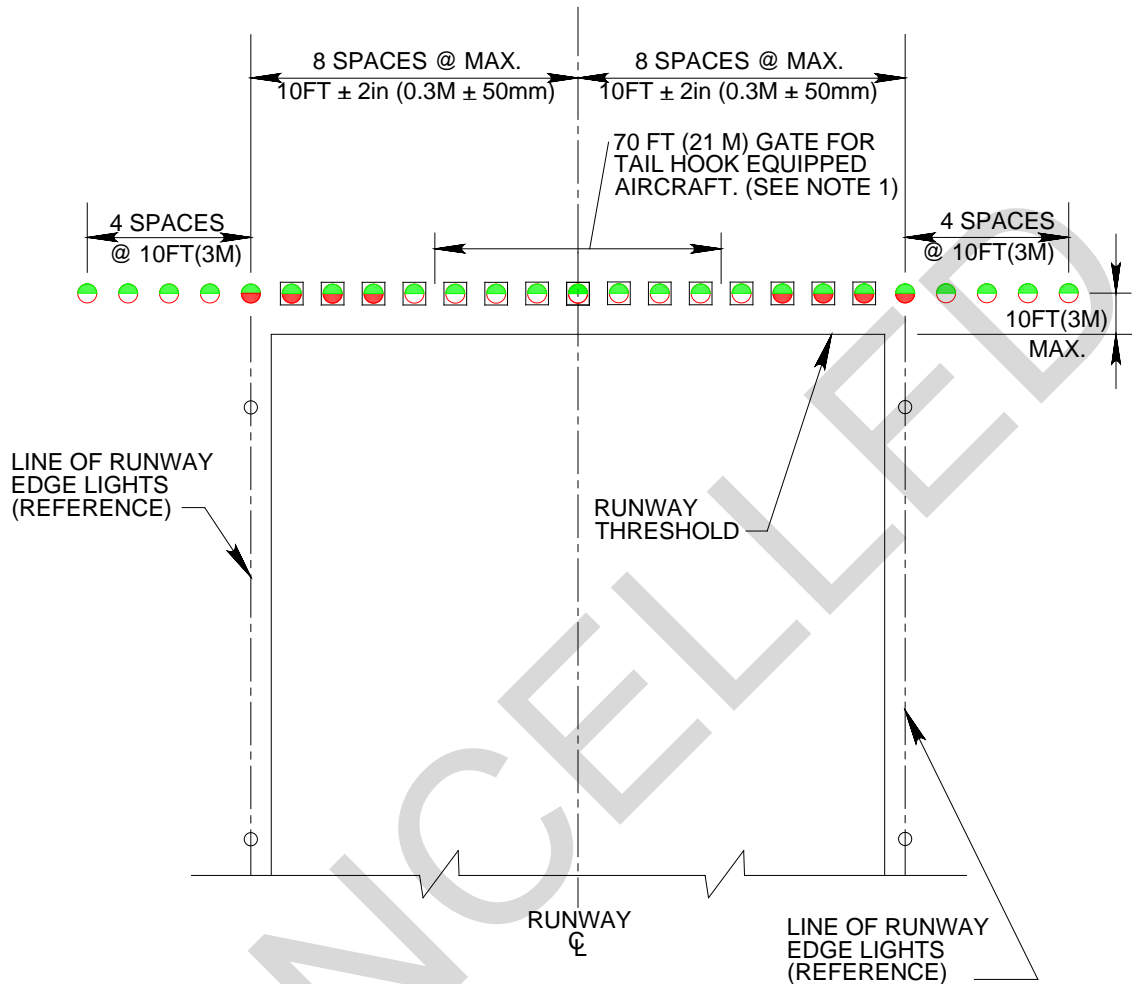 8 SPACES @ MAX.
10FT ± 2in (0.3M ± 50mm)
8 SPACES @ MAX.
10FT ± 2in (0.3M ± 50mm)
70 FT (21 M) GATE FOR
TAIL HOOK EQUIPPED
AIRCRAFT. (SEE NOTE 1)
4 SPACES
@ 10FT(3M)
4 SPACES
@ 10FT(3M)
10FT(3M)
MAX.
LINE OF RUNWAY
EDGE LIGHTS
(REFERENCE)
RUNWAY
THRESHOLD
RUNWAY
℄
LINE OF RUNWAY
EDGE LIGHTS
(REFERENCE)
NCELLED